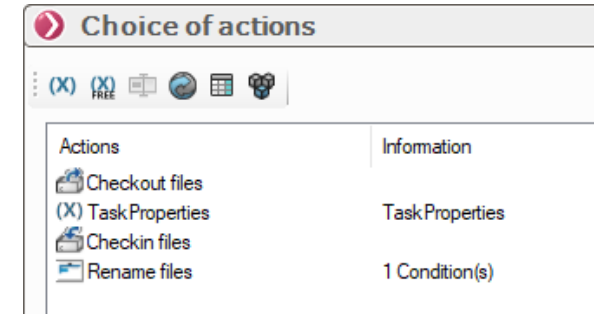 Choice of actions
(X) (X) FREE
Actions Information
Checkout files
(X) TaskProperties TaskProperties
Checkin files
Rename files 1 Condition(s)